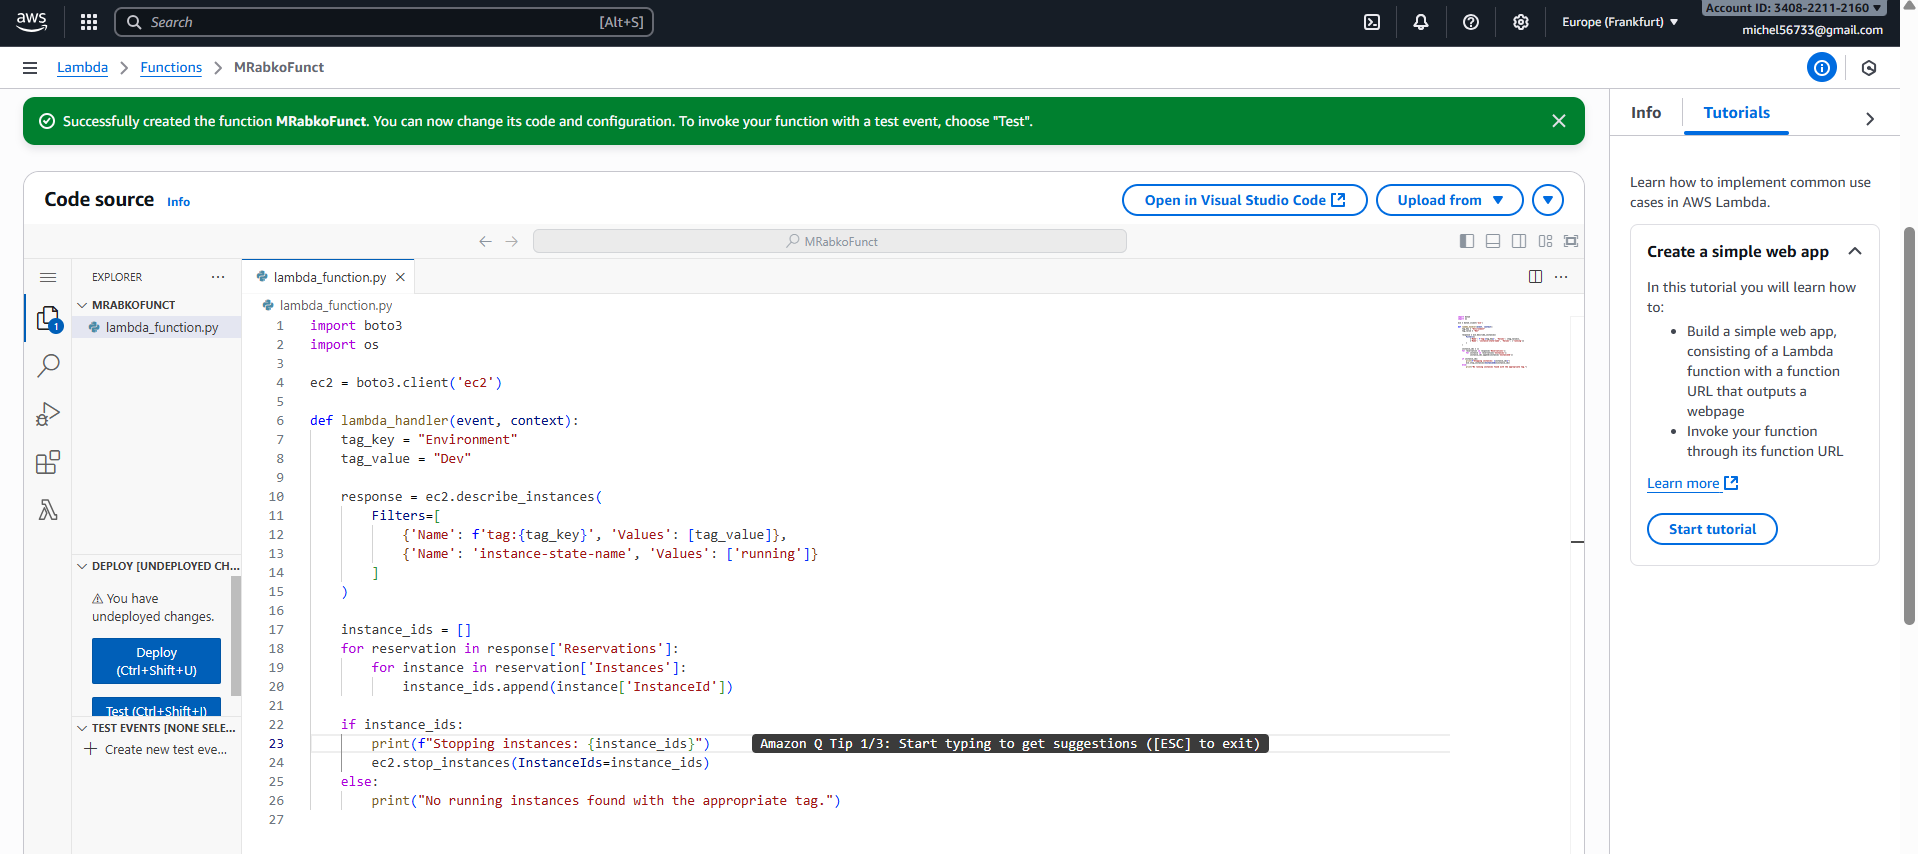 aws
Search
[Alt+S]
Europe (Frankfurt)
Account ID: 3408-2211-2160
michel56733@gmail.com
Lambda
Functions
MRabkoFunct
Successfully created the function MRabkoFunct. You can now change its code and configuration. To invoke your function with a test event, choose "Test".
Code source
Info
Open in Visual Studio Code
Upload from
MRabkoFunct
EXPLORER
MRABKOFUNCT
lambda_function.py
DEPLOY [UNDEPLOYED CH...
You have
undeployed changes.
Deploy
(Ctrl+Shift+U)
Test (Ctrl+Shift+I)
TEST EVENTS [NONE SELE...
Create new test eve...
1
lambda_function.py
lambda_function.py
1 import boto3
2 import os
3
4 ec2 = boto3.client('ec2')
5
6 def lambda_handler(event, context):
7 tag_key = "Environment"
8 tag_value = "Dev"
9
10 response = ec2.describe_instances(
11 Filters=[
12 {'Name': f'tag:{tag_key}', 'Values': [tag_value]},
13 {'Name': 'instance-state-name', 'Values': ['running']}
14 ]
15 )
16
17 instance_ids = []
18 for reservation in response['Reservations']:
19 for instance in reservation['Instances']:
20 instance_ids.append(instance['InstanceId'])
21
22 if instance_ids:
23 print(f"Stopping instances: {instance_ids}") Amazon Q Tip 1/3: Start typing to get suggestions ([ESC] to exit)
24 ec2.stop_instances(InstanceIds=instance_ids)
25 else:
26 print("No running instances found with the appropriate tag.")
27
Info
Tutorials
Learn how to implement common use
cases in AWS Lambda.
Create a simple web app
In this tutorial you will learn how
to:
• Build a simple web app,
consisting of a Lambda
function with a function
URL that outputs a
webpage
• Invoke your function
through its function URL
Learn more
Start tutorial